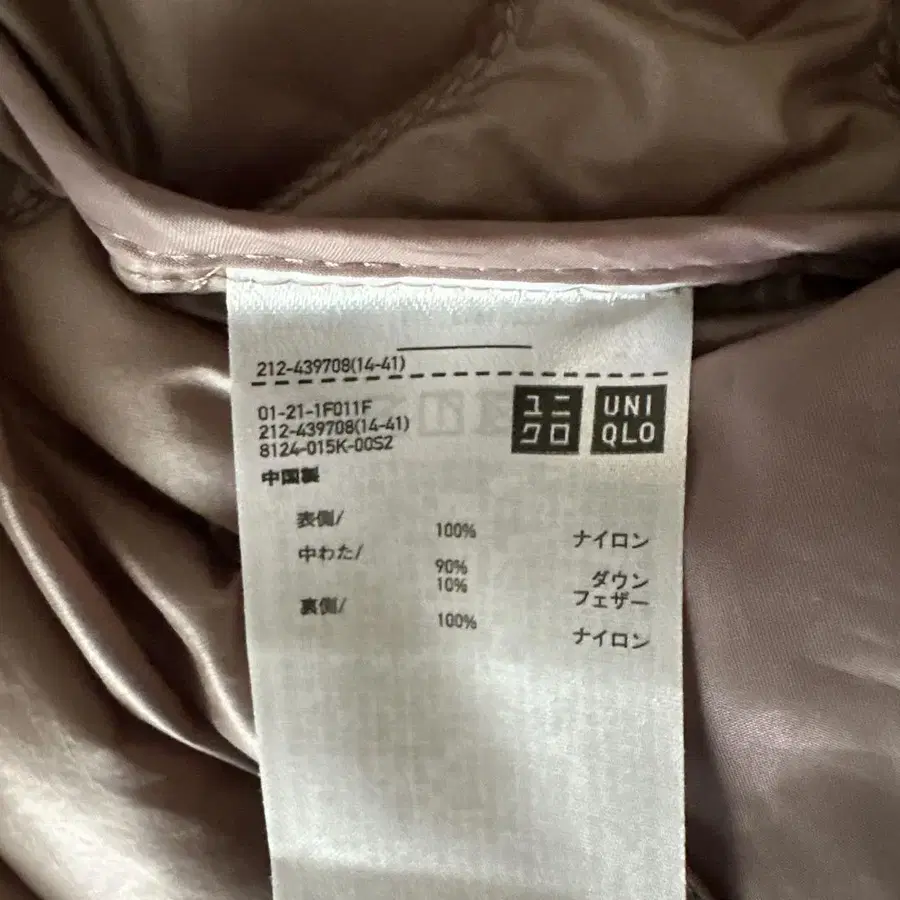 212-439708(14-41)
01-21-1F011F
212-439708(14-41)
8124-015K-00S2
ユニ
クロ
UNI
QLO
中国製
表側/
100% ナイロン
中わた/
90% ダウン
10% フェザー
裏側/
100% ナイロン